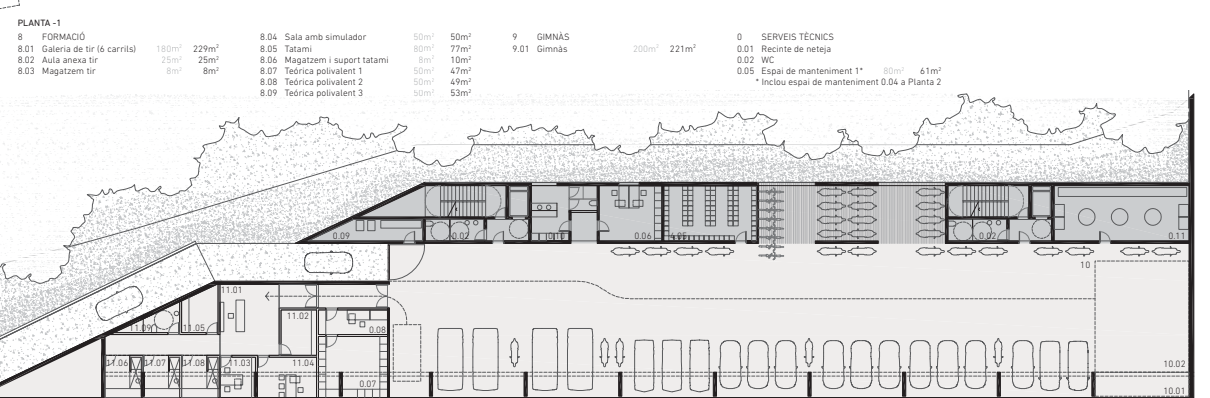 PLANTA -1
8 FORMACIÓ
8.01 Galeria de tir (6 carrils) 180m² 229m²
8.02 Aula anexa tir 25m² 25m²
8.03 Magatzem tir 8m² 8m²
8.04 Sala amb simulador 50m² 50m²
8.05 Tatami 80m² 77m²
8.06 Magatzem i suport tatami 8m² 10m²
8.07 Teórica polivalent 1 50m² 47m²
8.08 Teórica polivalent 2 50m² 49m²
8.09 Teórica polivalent 3 50m² 53m²
9 GIMNÀS
9.01 Gimnàs 200m² 221m²
0 SERVEIS TÈCNICS
0.01 Recinte de neteja
0.02 WC
0.05 Espai de manteniment 1* 80m² 61m²
* Inclou espai de manteniment 0.04 a Planta 2
0.09
0.02
0.10
0.06
0.02
0.11
10
11.01
11.02
11.09
11.05
0.08
11.06
11.07
11.08
11.03
11.04
0.07
10.02
10.01